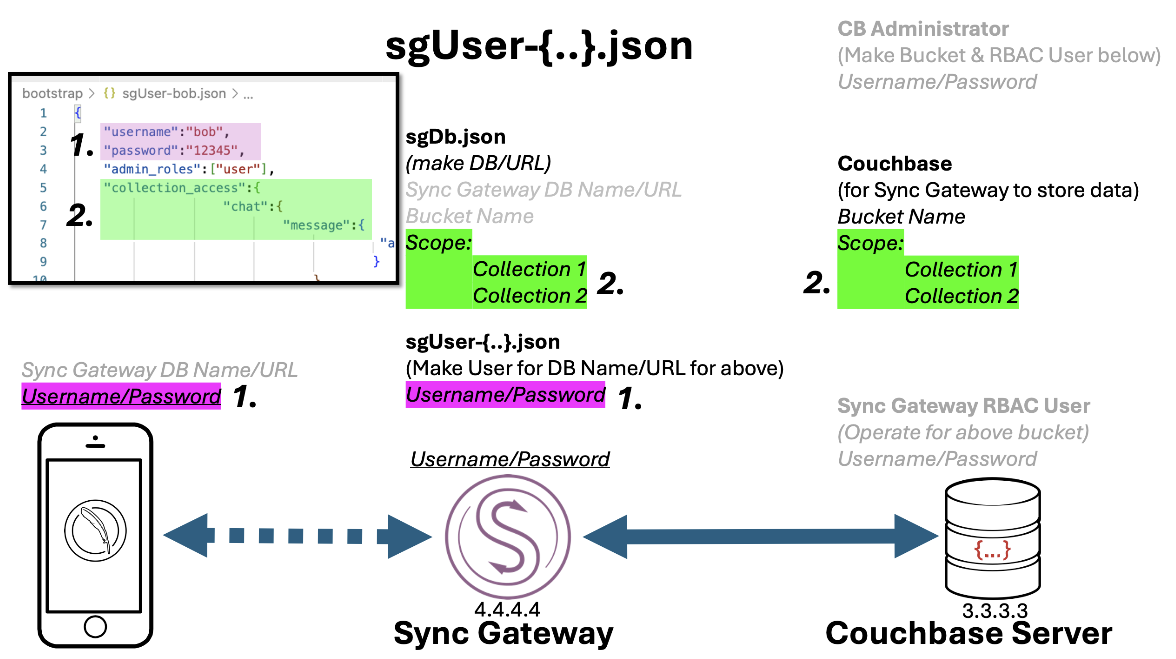 sgUser-{..}.json
CB Administrator
(Make Bucket & RBAC User below)
Username/Password
bootstrap > {} sgUser-bob.json > ...
1 {
2 "username":"bob",
3 "password":"12345",
1.
4 "admin_roles":["user"],
5 "collection_access":{
6 "chat":{
7 "message":{
2.
8 "a
9 }
10 }
sgDb.json
(make DB/URL)
Sync Gateway DB Name/URL
Bucket Name
Scope:
Collection 1
Collection 2
2.
Couchbase
(for Sync Gateway to store data)
Bucket Name
Scope:
Collection 1
Collection 2
2.
sgUser-{..}.json
(Make User for DB Name/URL for above)
Username/Password
1.
Sync Gateway DB Name/URL
Username/Password
1.
Sync Gateway RBAC User
(Operate for above bucket)
Username/Password
Username/Password
{...}
4.4.4.4
Sync Gateway
3.3.3.3
Couchbase Server